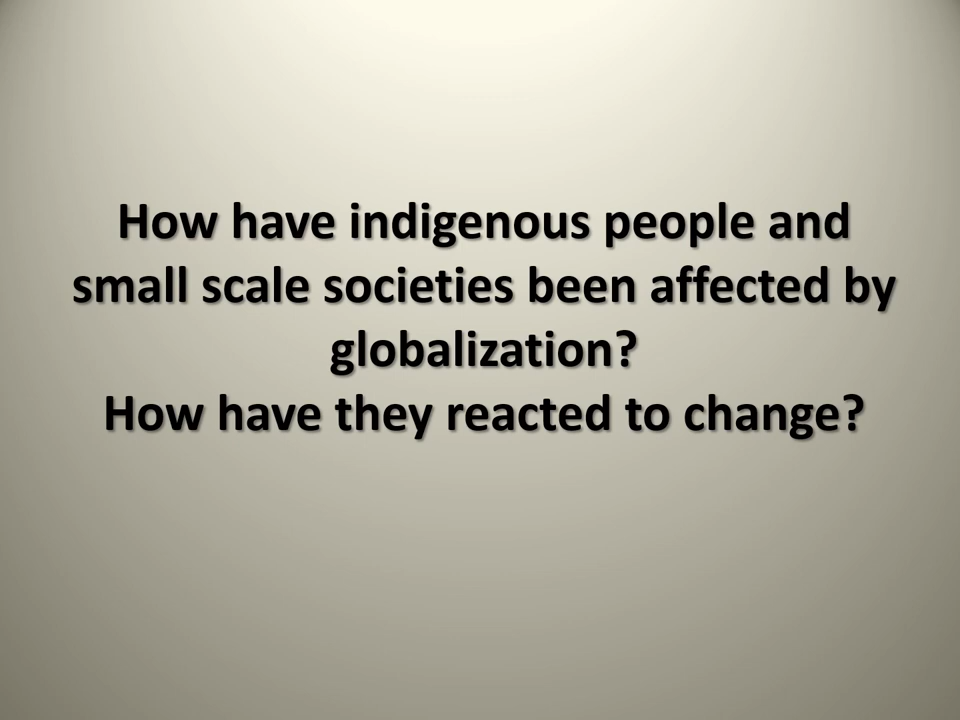 How have indigenous people and
small scale societies been affected by
globalization?
How have they reacted to change?